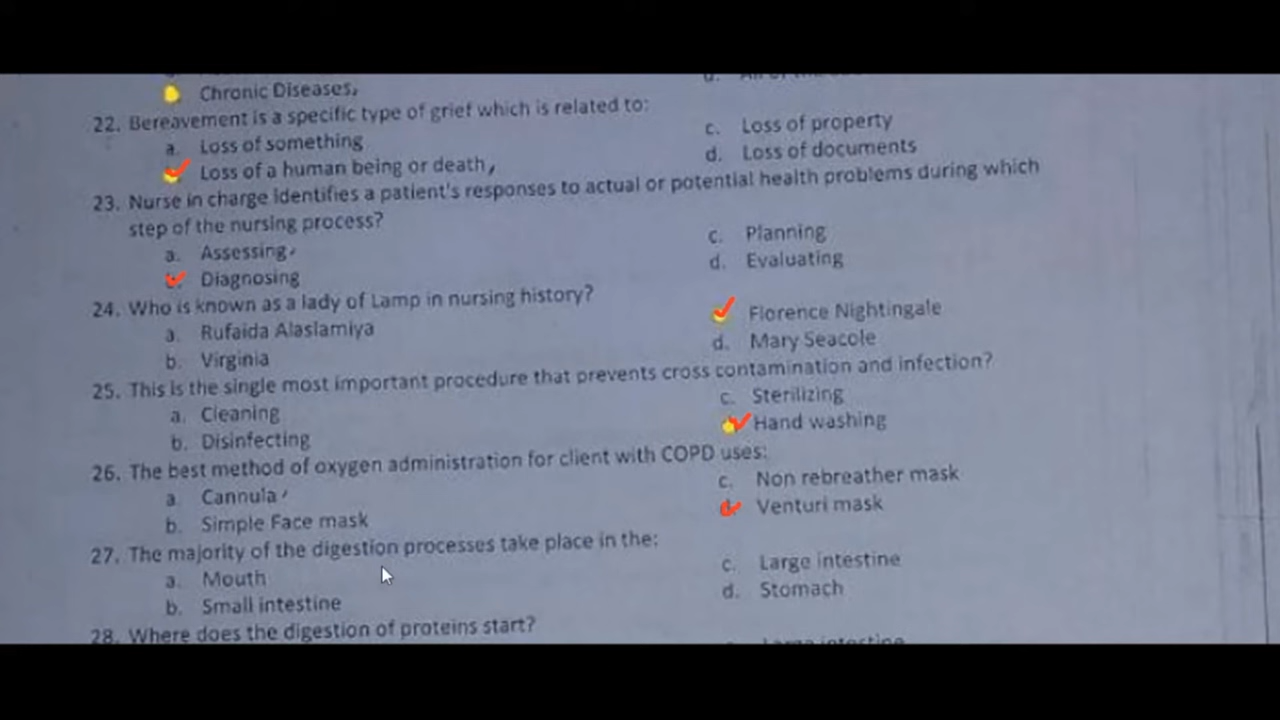 Chronic Diseases,
22. Bereavement is a specific type of grief which is related to:
a. Loss of something
Loss of a human being or death,
c. Loss of property
d. Loss of documents
23. Nurse in charge identifies a patient's responses to actual or potential health problems during which
step of the nursing process?
a. Assessing,
Diagnosing
c. Planning
d. Evaluating
24. Who is known as a lady of Lamp in nursing history?
a. Rufaida Alaslamiya
b. Virginia
Florence Nightingale
d. Mary Seacole
25. This is the single most important procedure that prevents cross contamination and infection?
a. Cleaning
b. Disinfecting
c. Sterilizing
Hand washing
26. The best method of oxygen administration for client with COPD uses:
a. Cannula
b. Simple Face mask
c. Non rebreather mask
Venturi mask
27. The majority of the digestion processes take place in the:
a. Mouth
b. Small intestine
c. Large intestine
d. Stomach
28. Where does the digestion of proteins start?
Large intestine